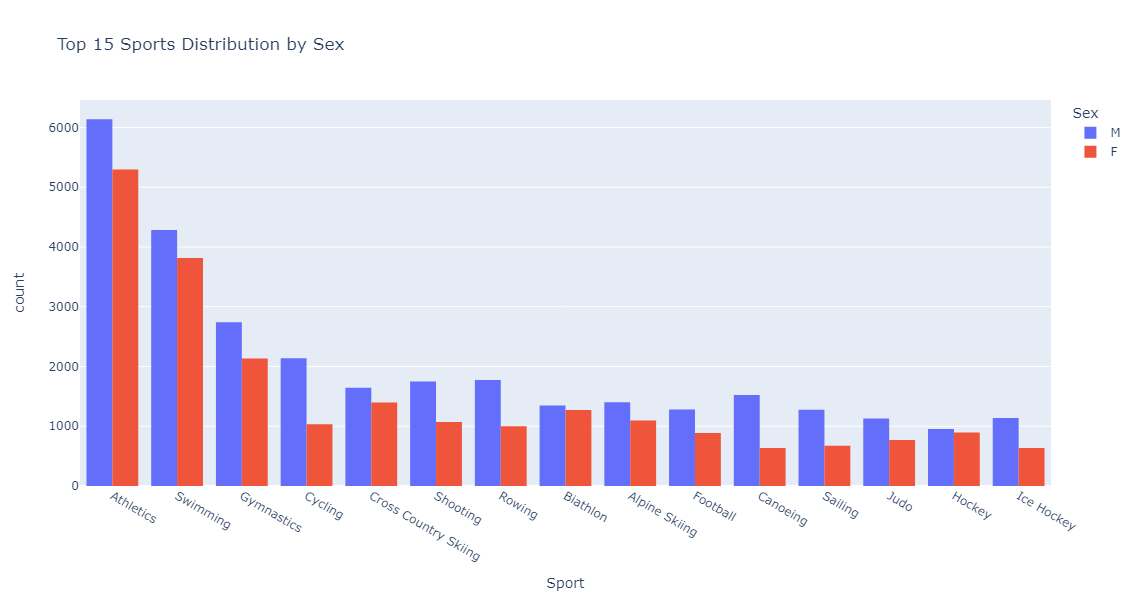 Top 15 Sports Distribution by Sex
Sex
M
F
6000
5000
4000
3000
2000
1000
0
count
Athletics
Swimming
Gymnastics
Cycling
Cross Country Skiing
Shooting
Rowing
Biathlon
Alpine Skiing
Football
Canoeing
Sailing
Judo
Hockey
Ice Hockey
Sport